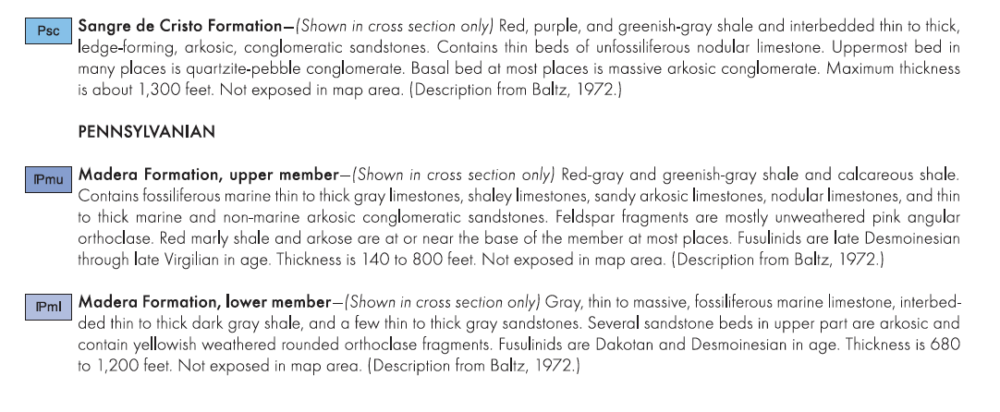 Psc Sangre de Cristo Formation—(Shown in cross section only) Red, purple, and greenish-gray shale and interbedded thin to thick,
ledge-forming, arkosic, conglomeratic sandstones. Contains thin beds of unfossiliferous nodular limestone. Uppermost bed in
many places is quartzite-pebble conglomerate. Basal bed at most places is massive arkosic conglomerate. Maximum thickness
is about 1,300 feet. Not exposed in map area. (Description from Baltz, 1972.)
PENNSYLVANIAN
IPmu Madera Formation, upper member—(Shown in cross section only) Red-gray and greenish-gray shale and calcareous shale.
Contains fossiliferous marine thin to thick gray limestones, shaley limestones, sandy arkosic limestones, nodular limestones, and thin
to thick marine and non-marine arkosic conglomeratic sandstones. Feldspar fragments are mostly unweathered pink angular
orthoclase. Red marly shale and arkose are at or near the base of the member at most places. Fusulinids are late Desmoinesian
through late Virgilian in age. Thickness is 140 to 800 feet. Not exposed in map area. (Description from Baltz, 1972.)
IPml Madera Formation, lower member—(Shown in cross section only) Gray, thin to massive, fossiliferous marine limestone, interbed-
ded thin to thick dark gray shale, and a few thin to thick gray sandstones. Several sandstone beds in upper part are arkosic and
contain yellowish weathered rounded orthoclase fragments. Fusulinids are Dakotan and Desmoinesian in age. Thickness is 680
to 1,200 feet. Not exposed in map area. (Description from Baltz, 1972.)